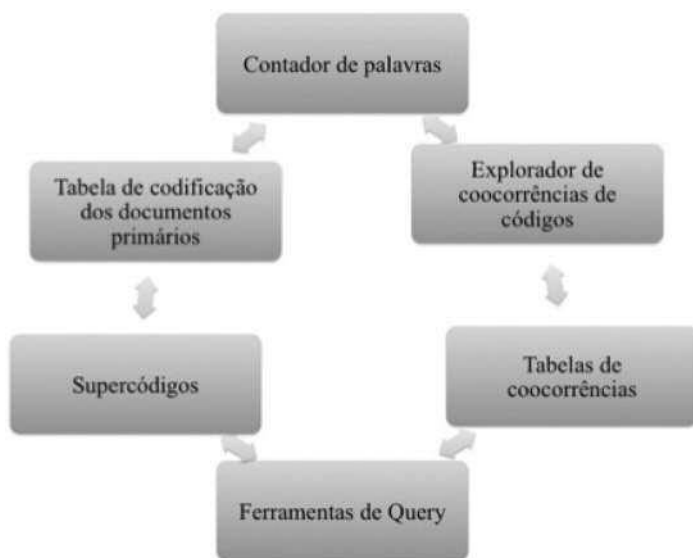 Contador de palavras
Tabela de codificação
dos documentos
primários
Explorador de
coocorrências de
códigos
Supercódigos
Tabelas de
coocorrências
Ferramentas de Query